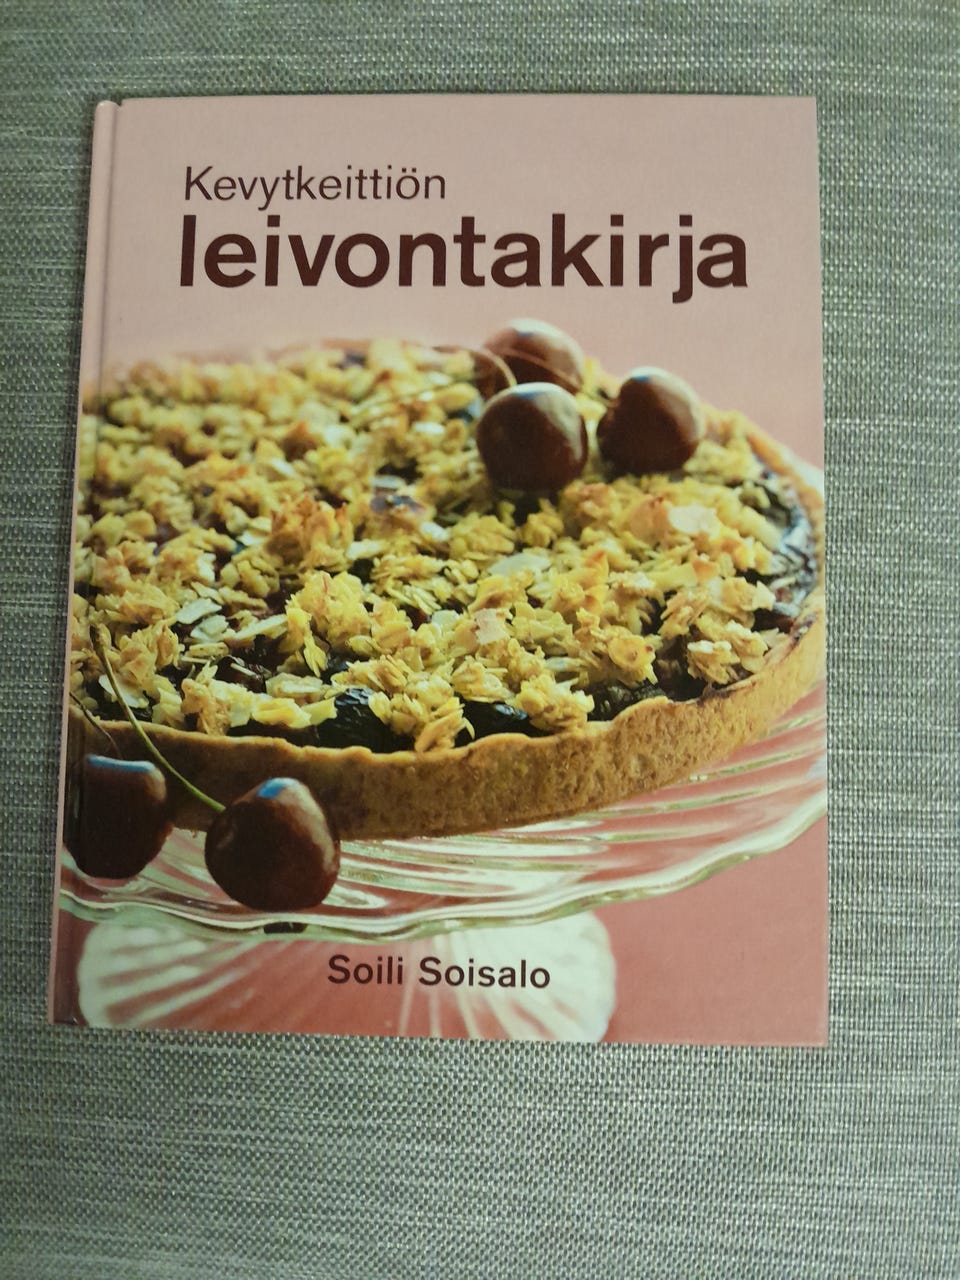 Kevytkeittiön
leivontakirja
Soili Soisalo